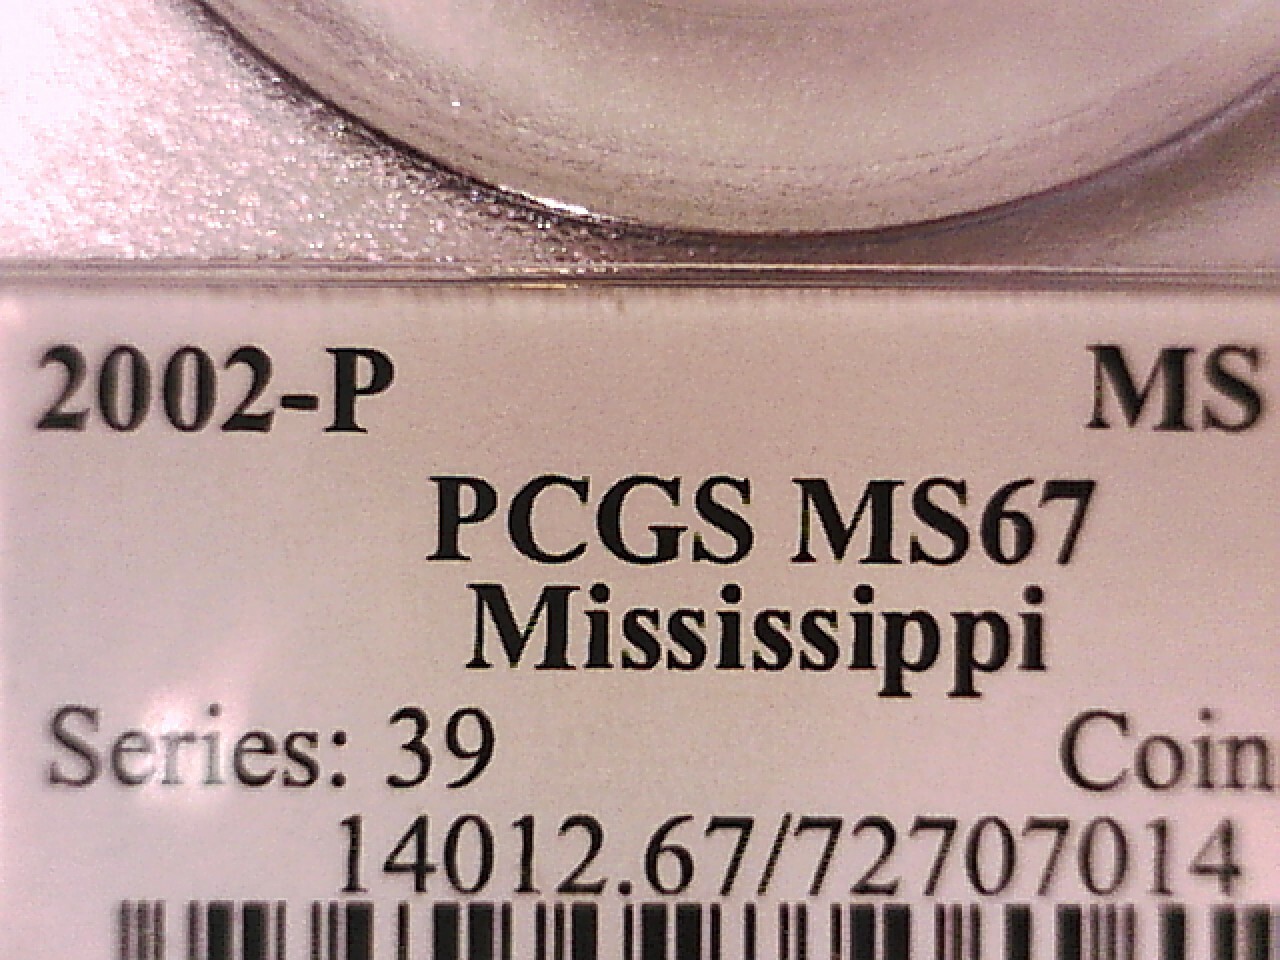 2002-P MS
PCGS MS67
Mississippi
Series: 39 Coin
14012.67/72707014